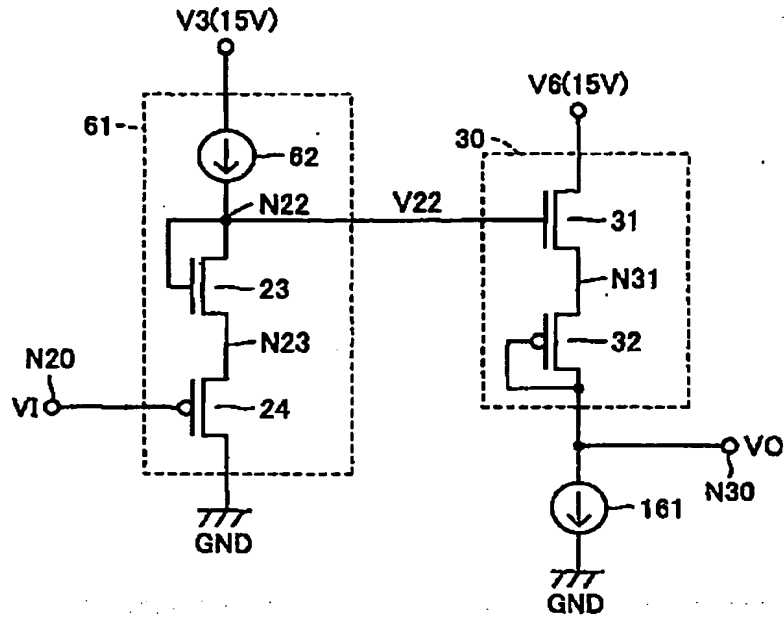 V3(15V)
V6(15V)
61
30
62
N22
V22
31
23
N31
N23
32
N20
VI
24
VO
N30
161
GND
GND